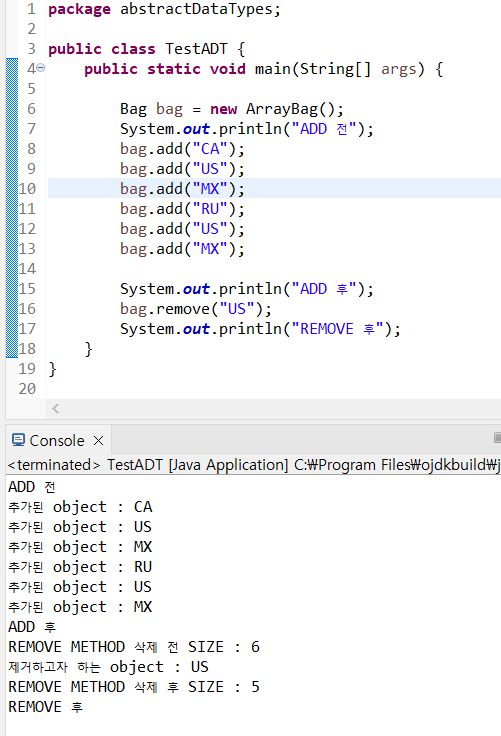 1 package abstractDataTypes;
2
3 public class TestADT {
4 public static void main(String[] args) {
5
6 Bag bag = new ArrayBag();
7 System.out.println("ADD 전");
8 bag.add("CA");
9 bag.add("US");
10 bag.add("MX");
11 bag.add("RU");
12 bag.add("US");
13 bag.add("MX");
14
15 System.out.println("ADD 후");
16 bag.remove("US");
17 System.out.println("REMOVE 후");
18 }
19 }
20
Console
<terminated> TestADT [Java Application] C:₩Program Files₩ojdkbuild₩j
ADD 전
추가된 object : CA
추가된 object : US
추가된 object : MX
추가된 object : RU
추가된 object : US
추가된 object : MX
ADD 후
REMOVE METHOD 삭제 전 SIZE : 6
제거하고자 하는 object : US
REMOVE METHOD 삭제 후 SIZE : 5
REMOVE 후